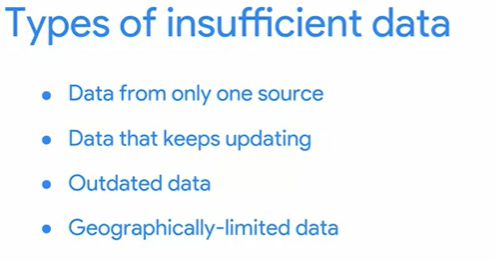 Types of insufficient data
• Data from only one source
• Data that keeps updating
• Outdated data
• Geographically-limited data